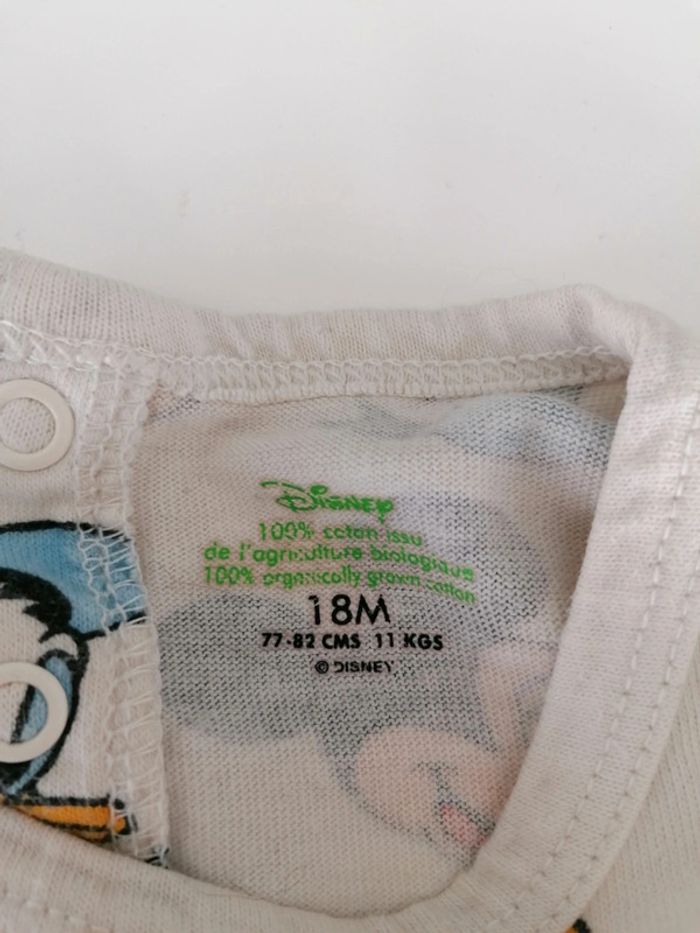 Disney
100% coton issu
de l'agriculture biologique
100% organically grown cotton
18M
77-82 CMS 11 KGS
© DISNEY